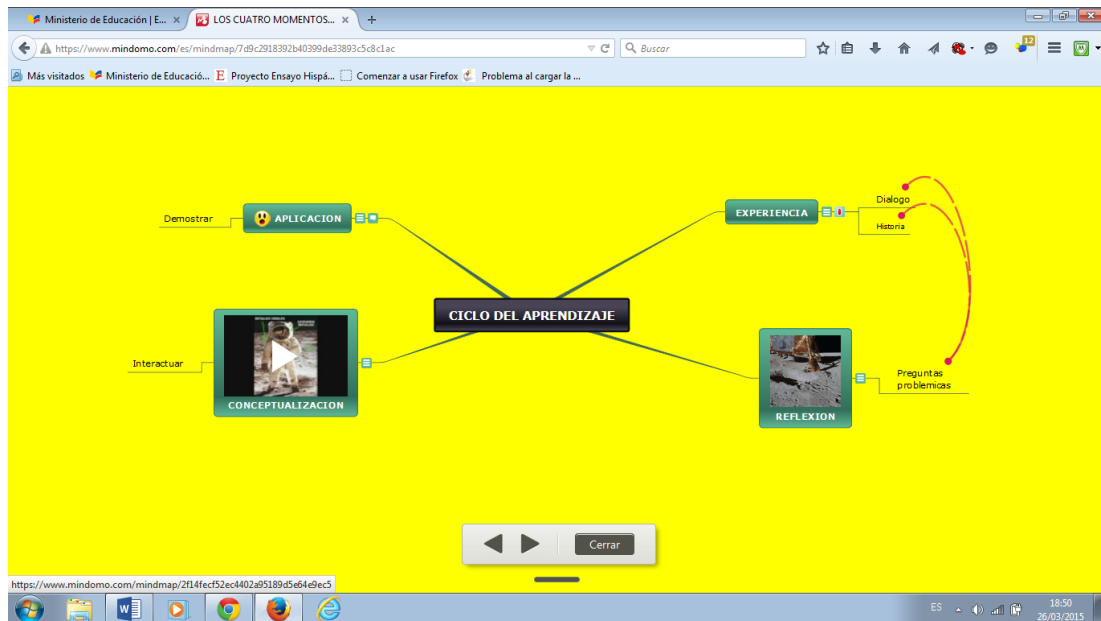 Ministerio de Educación | E... × LOS CUATRO MOMENTOS... × +
https://www.mindomo.com/es/mindmap/7d9c2918392b40399de33893c5c8c1ac Buscar 12
Más visitados Ministerio de Educació... E Proyecto Ensayo Hispá... Comenzar a usar Firefox Problema al cargar la ...
Demostrar
APLICACION
EXPERIENCIA
Dialogo
Historia
CICLO DEL APRENDIZAJE
Interactuar
CONCEPTUALIZACION
REFLEXION
Preguntas
problemicas
Cerrar
https://www.mindomo.com/mindmap/2f14fecf52ec4402a95189d5e64e9ec5
ES 18:50
26/03/2015